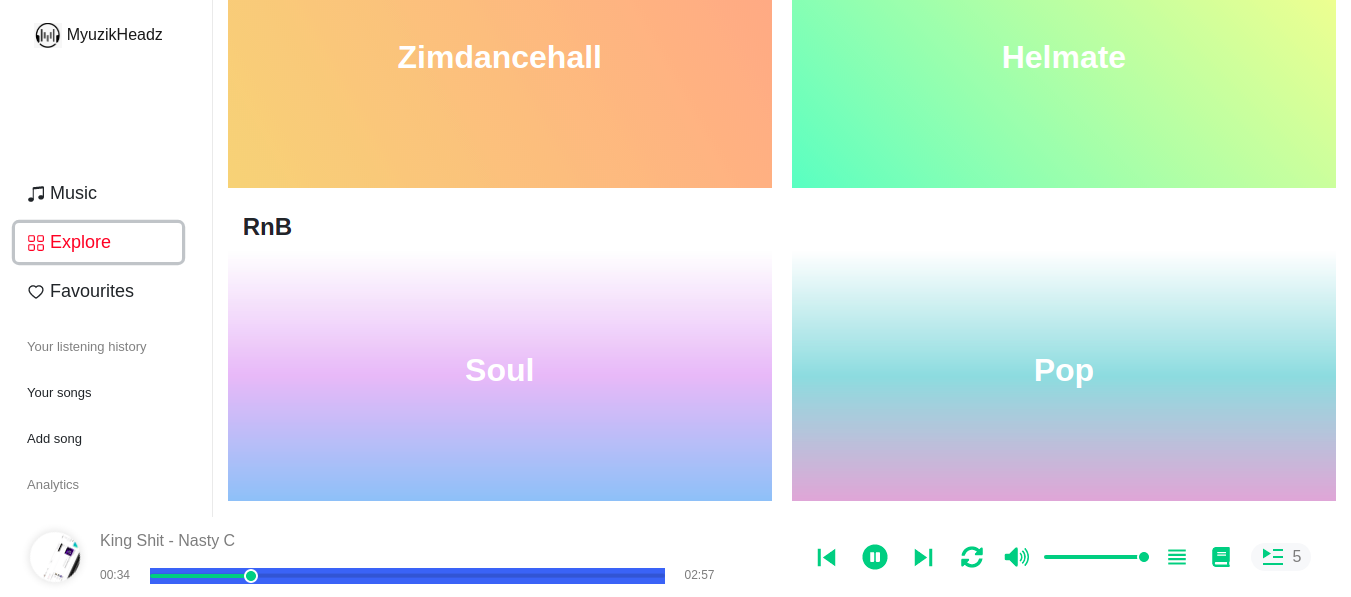 MyuzikHeadz
Music
Explore
Favourites
Your listening history
Your songs
Add song
Analytics
Zimdancehall
Helmate
RnB
Soul
Pop
King Shit - Nasty C
00:34
02:57
5